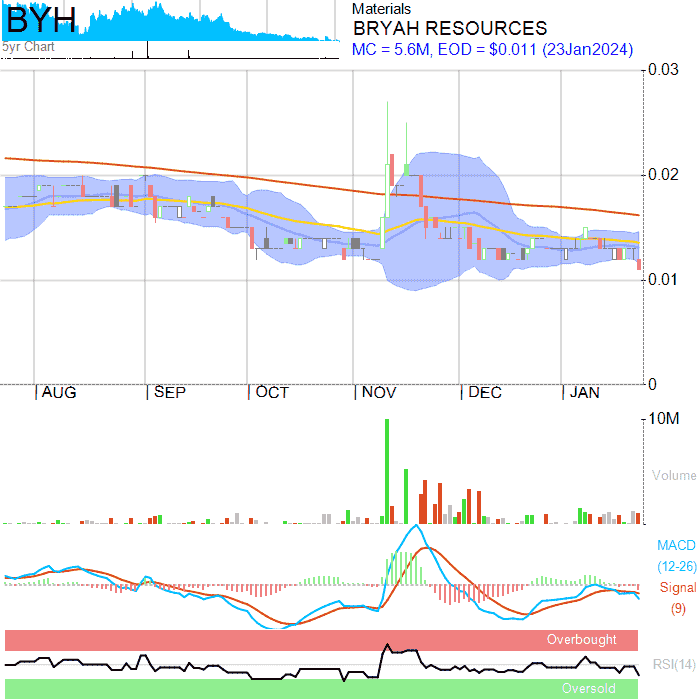 BYH
5yr Chart
Materials
BRYAH RESOURCES
MC = 5.6M, EOD = $0.011 (23Jan2024)
0.03
0.02
0.01
0
AUG
SEP
OCT
NOV
DEC
JAN
10M
Volume
MACD
(12-26)
Signal
(9)
Overbought
RSI(14)
Oversold